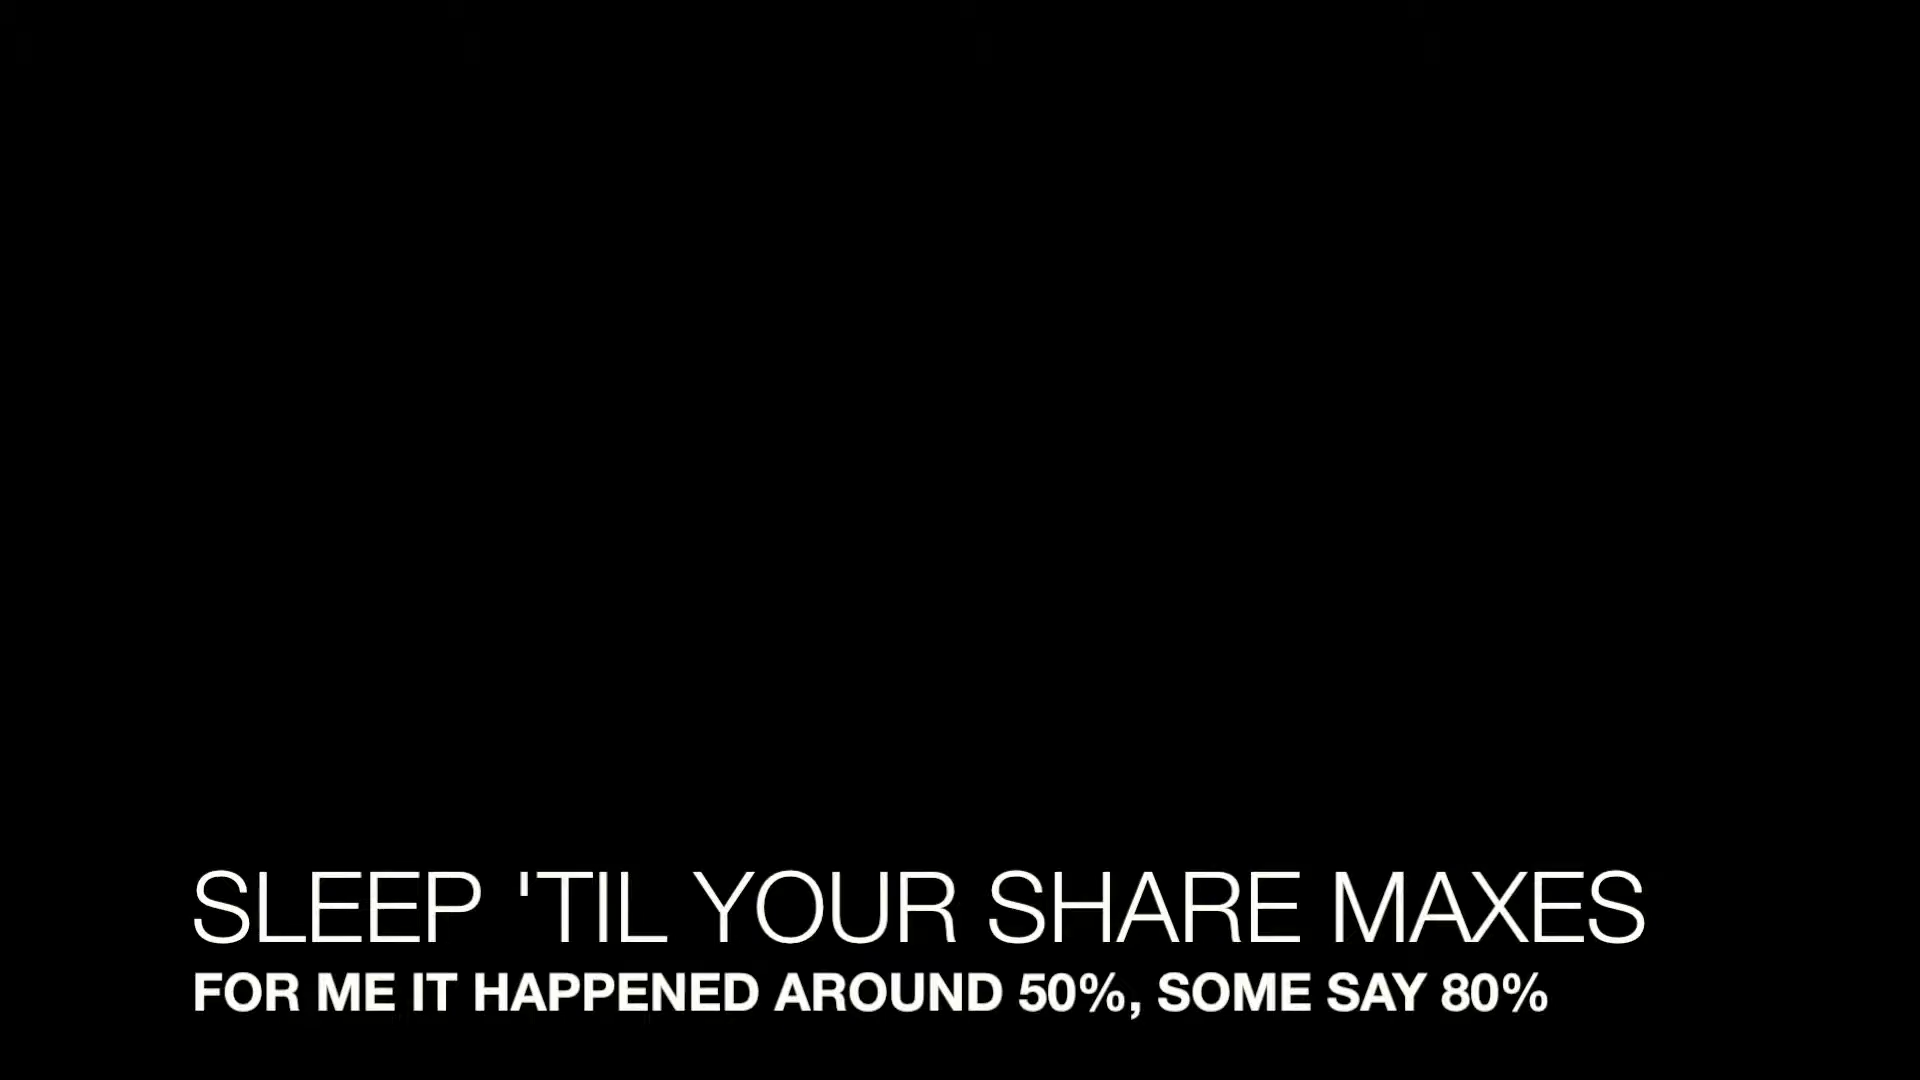 SLEEP 'TIL YOUR SHARE MAXES
FOR ME IT HAPPENED AROUND 50%, SOME SAY 80%